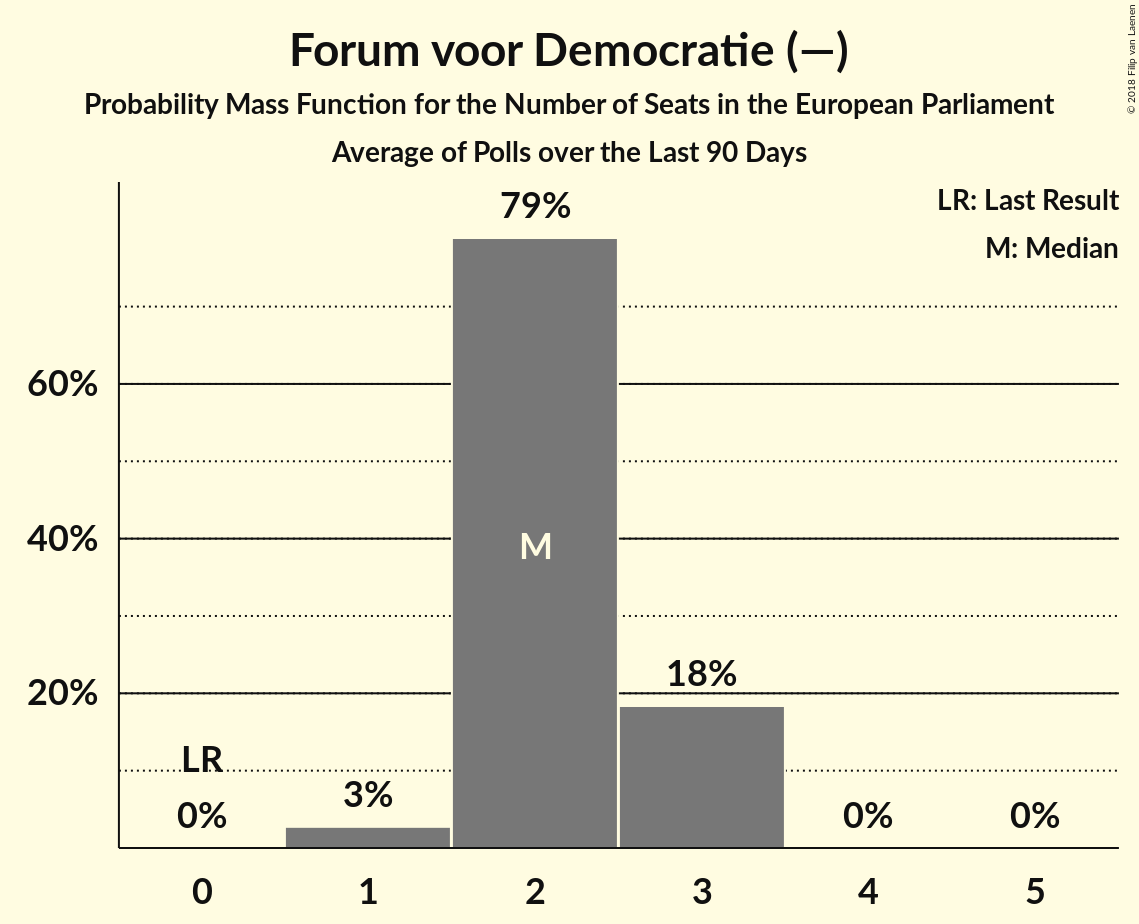 Forum voor Democratie (—)
Probability Mass Function for the Number of Seats in the European Parliament
Average of Polls over the Last 90 Days
© 2018 Filip van Laenen
LR: Last Result
M: Median
79%
60%
40%
M
20%
18%
LR
0%
3%
0%
0%
0 1 2 3 4 5